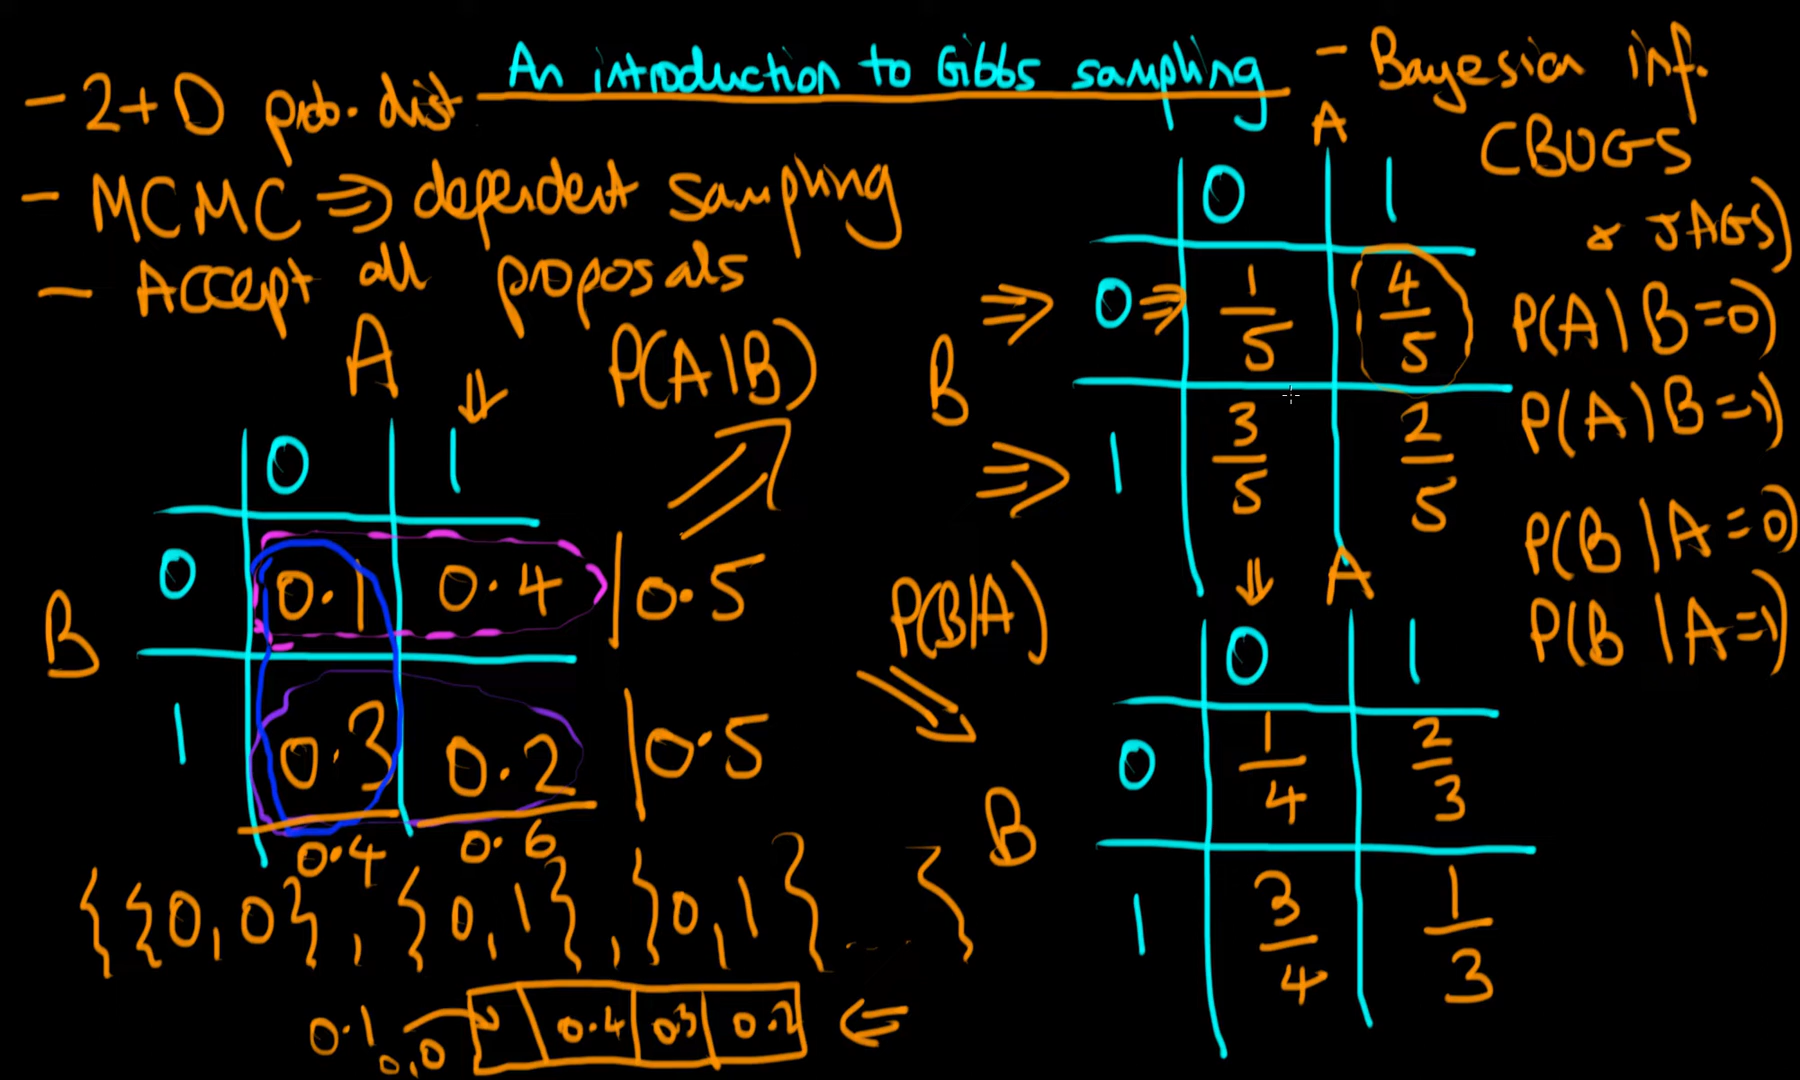 An introduction to Gibbs sampling
- 2+D prob. dist
- MCMC ⇒ dependent sampling
- Accept all proposals
- Bayesian inf.
CBUGS
& JAGS)
A
P(A|B)
0 1
0 0.1 0.4 | 0.5
B
1 0.3 0.2 | 0.5
0.4 0.6
{{0,0}, {0,1}, {0,1} ... }
0.1 0.4 0.3 0.2
0,0
A
0 1
⇒ 0 ⇒ 1/5 4/5
B
⇒ 1 3/5 2/5
P(A|B=0)
P(A|B=1)
P(B|A=0)
P(B|A=1)
P(B|A)
A
0 1
0 1/4 2/3
B
1 3/4 1/3